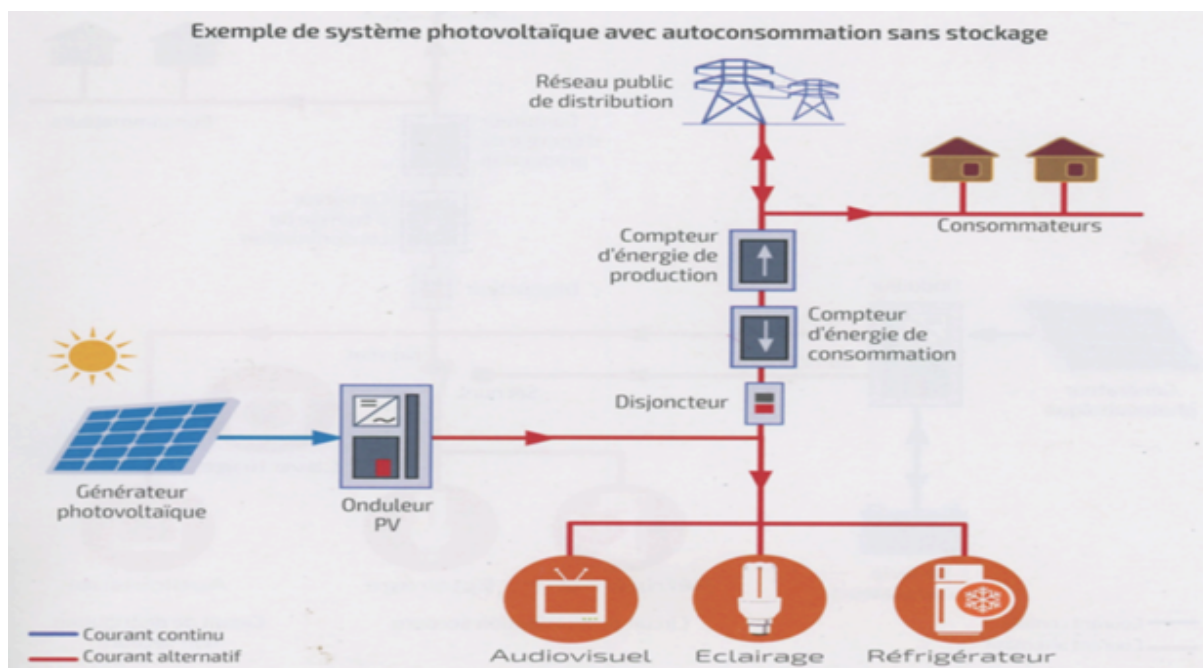 Exemple de système photovoltaïque avec autoconsommation sans stockage
Réseau public
de distribution
Consommateurs
Compteur
d'énergie de
production
Compteur
d'énergie de
consommation
Disjoncteur
Générateur
photovoltaïque
Onduleur
PV
Courant continu
Courant alternatif
Audiovisuel
Eclairage
Réfrigérateur